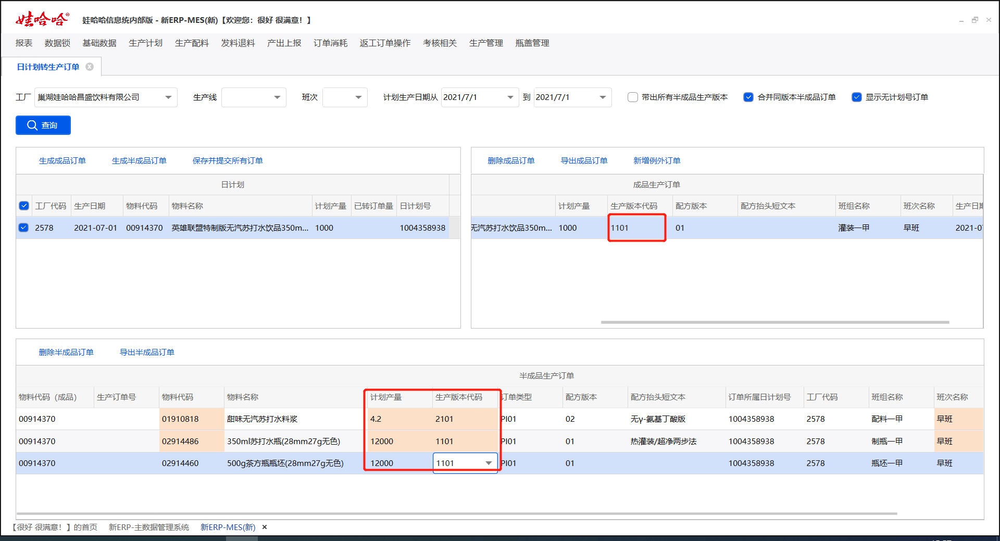 娃哈哈®
娃哈哈信息统内部版 - 新ERP-MES(新)【欢迎您：很好 很满意！】
报表 数据锁 基础数据 生产计划 生产配料 发料退料 产出上报 订单消耗 返工订单操作 考核相关 生产管理 瓶盖管理
日计划转生产订单
工厂 巢湖娃哈哈昌盛饮料有限公司 生产线 班次 计划生产日期从 2021/7/1 到 2021/7/1 带出所有半成品生产版本 合并同版本半成品订单 显示无计划号订单
查询
生成成品订单 生成半成品订单 保存并提交所有订单
日计划
工厂代码 生产日期 物料代码 物料名称 计划产量 已转订单量 日计划号
2578 2021-07-01 00914370 英雄联盟特制版无汽苏打水饮品350m... 1000 1004358938
删除成品订单 导出成品订单 新增例外订单
成品生产订单
计划产量 生产版本代码 配方版本 配方抬头短文本 班组名称 班次名称 生产日期
无汽苏打水饮品350m... 1000 1101 01 灌装一甲 早班 2021-0
删除半成品订单 导出半成品订单
半成品生产订单
物料代码（成品） 生产订单号 物料代码 物料名称 计划产量 生产版本代码 订单类型 配方版本 配方抬头短文本 订单所属日计划号 工厂代码 班组名称 班次名称
00914370 01910818 甜味无汽苏打水料浆 4.2 2101 PI01 02 无γ-氨基丁酸版 1004358938 2578 配料一甲 早班
00914370 02914486 350ml苏打水瓶(28mm27g无色) 12000 1101 PI01 01 热灌装/超净两步法 1004358938 2578 制瓶一甲 早班
00914370 02914460 500g茶方瓶瓶坯(28mm27g无色) 12000 1101 PI01 01 1004358938 2578 瓶坯一甲 早班
【很好 很满意！】的首页 新ERP-主数据管理系统 新ERP-MES(新) ×